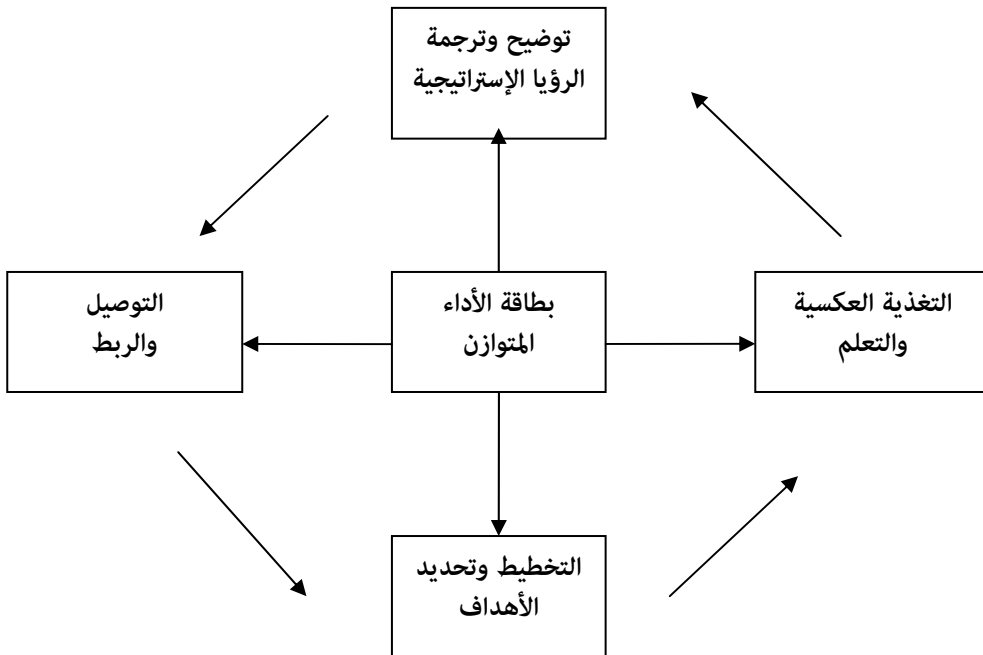 توضيح وترجمة
الرؤيا الإستراتيجية
التغذية العكسية
والتعلم
بطاقة الأداء
المتوازن
التوصيل
والربط
التخطيط وتحديد
الأهداف